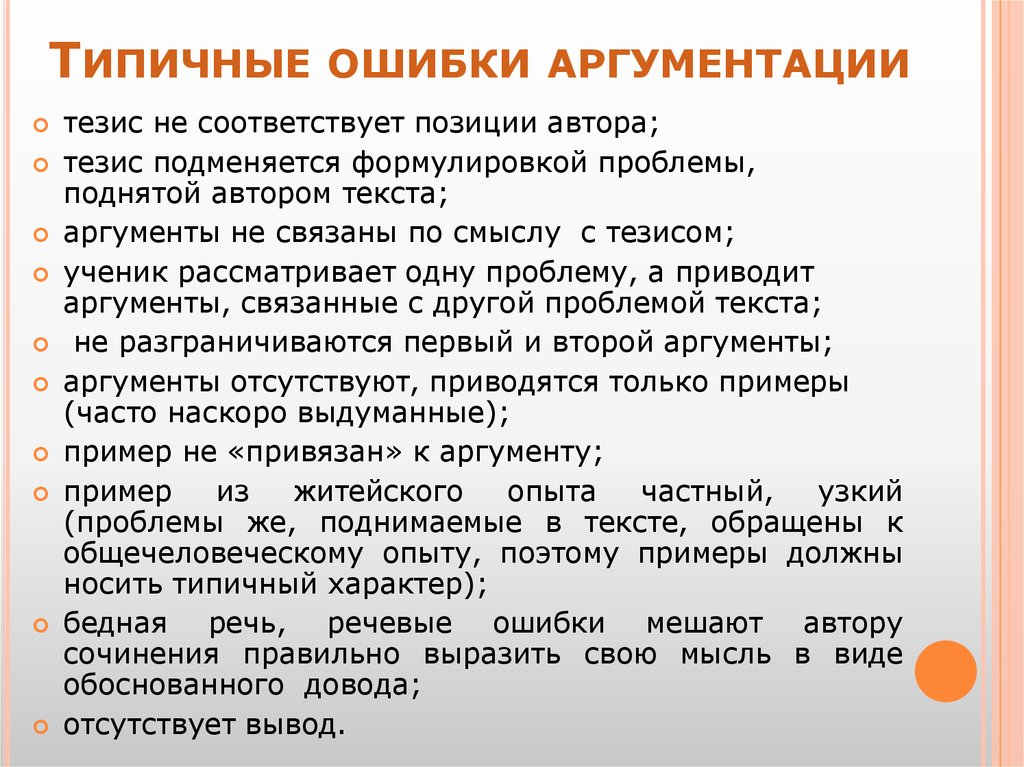 Типичные ошибки аргументации
тезис не соответствует позиции автора;
тезис подменяется формулировкой проблемы,
поднятой автором текста;
аргументы не связаны по смыслу  с тезисом;
ученик рассматривает одну проблему, а приводит
аргументы, связанные с другой проблемой текста;
не разграничиваются первый и второй аргументы;
аргументы отсутствуют, приводятся только примеры
(часто наскоро выдуманные);
пример не «привязан» к аргументу;
пример из житейского опыта частный, узкий
(проблемы же, поднимаемые в тексте, обращены к
общечеловеческому опыту, поэтому примеры должны
носить типичный характер);
бедная речь, речевые ошибки мешают автору
сочинения правильно выразить свою мысль в виде
обоснованного  довода;
отсутствует вывод.